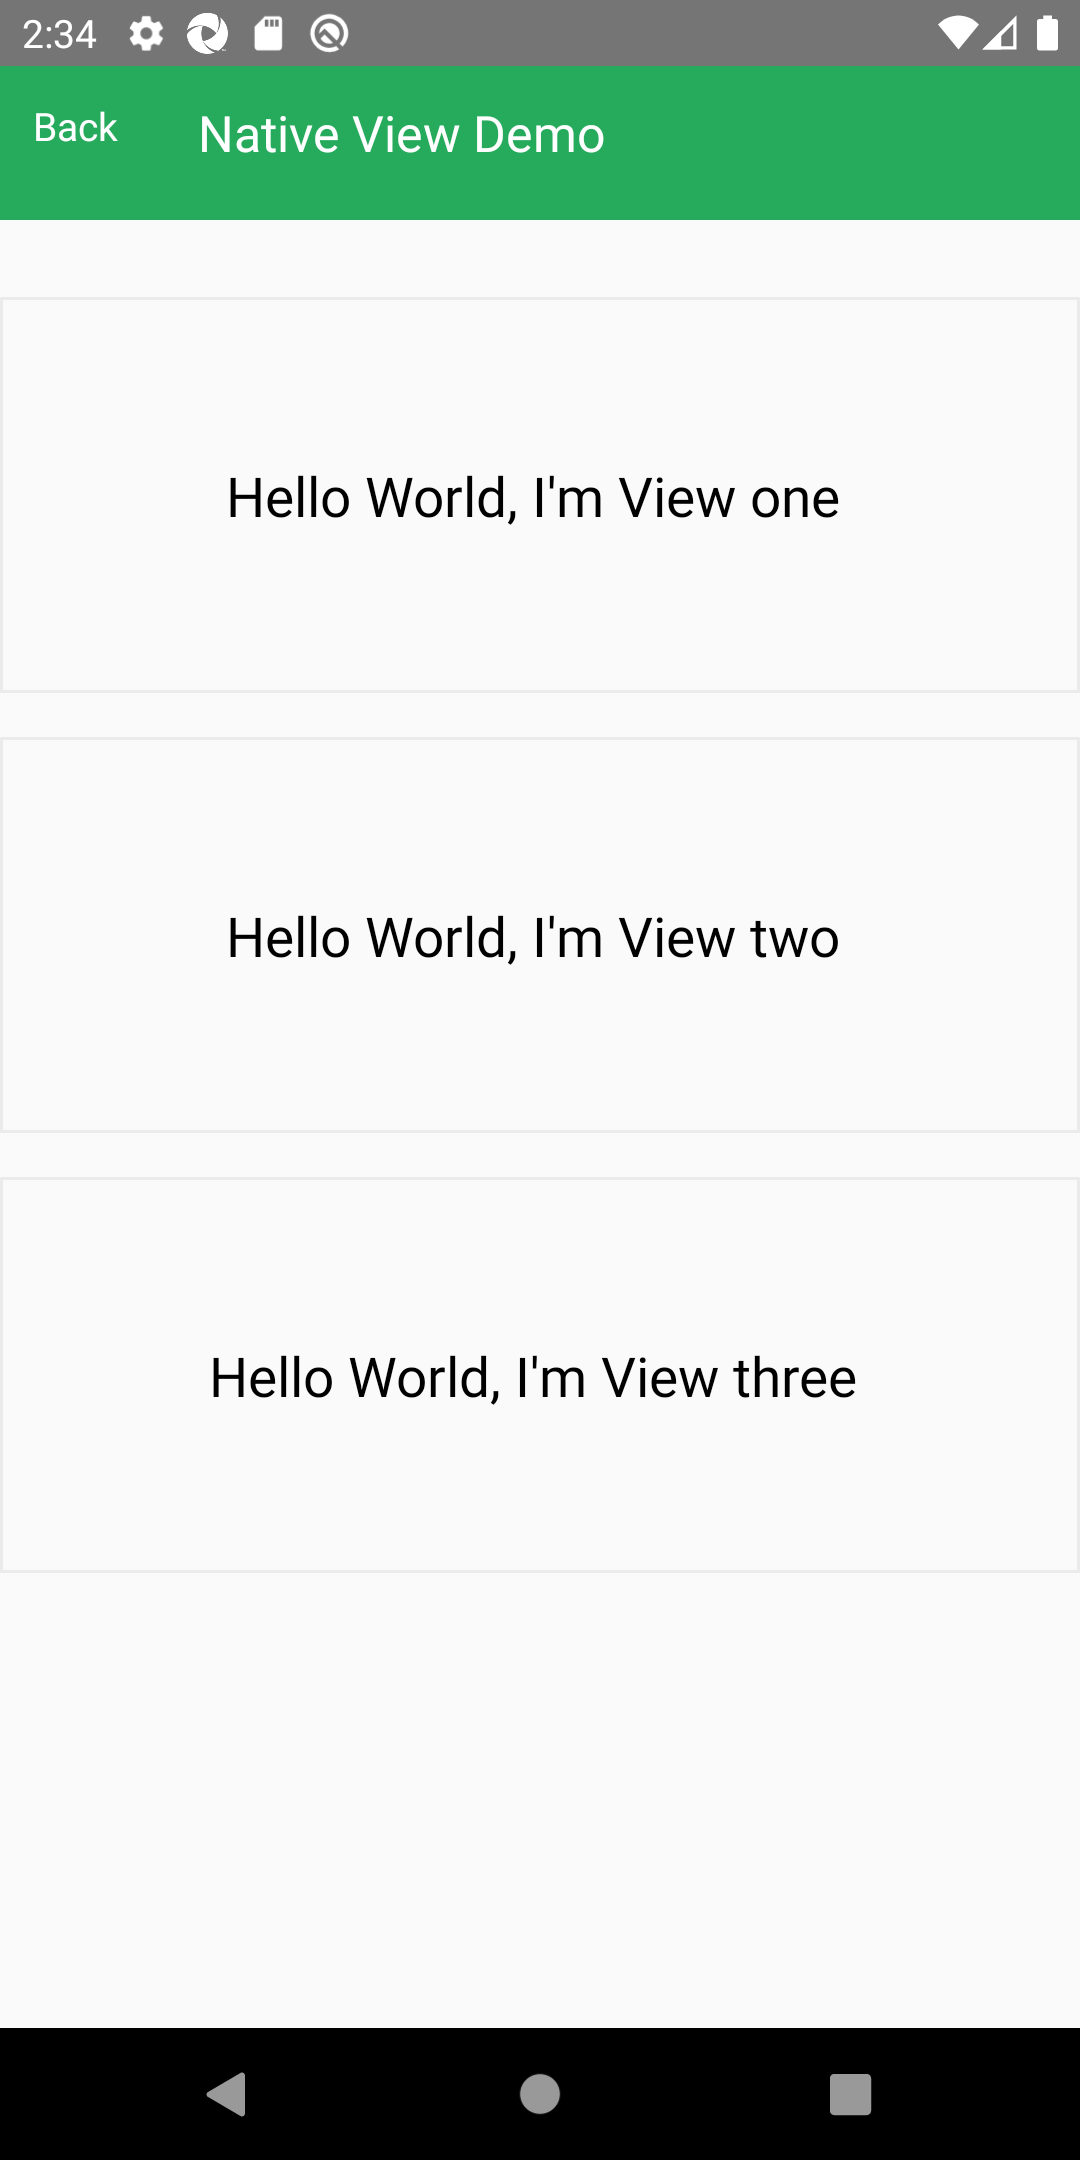 2:34
Back
Native View Demo
Hello World, I'm View one
Hello World, I'm View two
Hello World, I'm View three